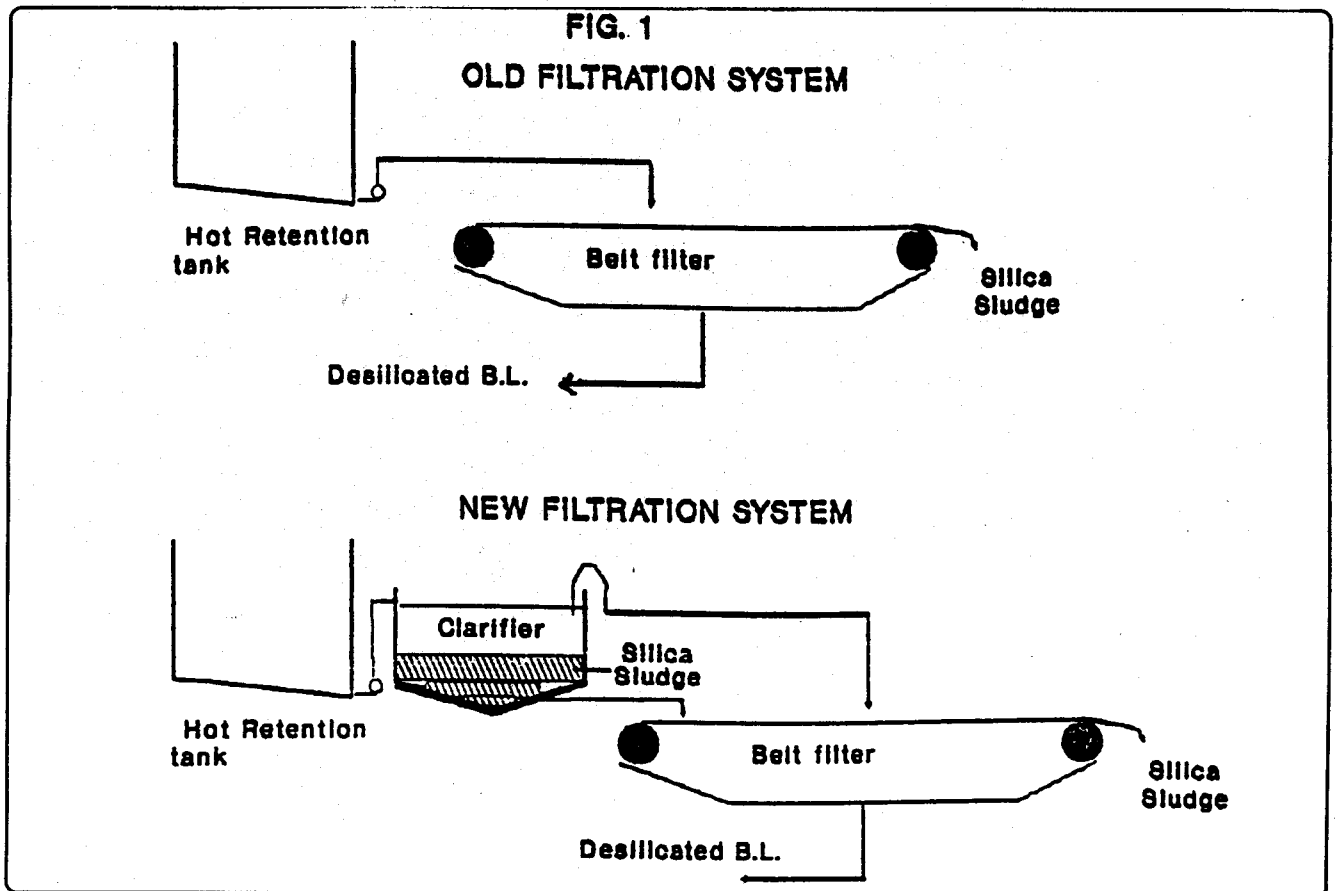 FIG. 1
OLD FILTRATION SYSTEM
Hot Retention
tank
Belt filter
Silica
Sludge
Desilicated B.L.
NEW FILTRATION SYSTEM
Clarifier
Silica
Sludge
Hot Retention
tank
Belt filter
Silica
Sludge
Desilicated B.L.